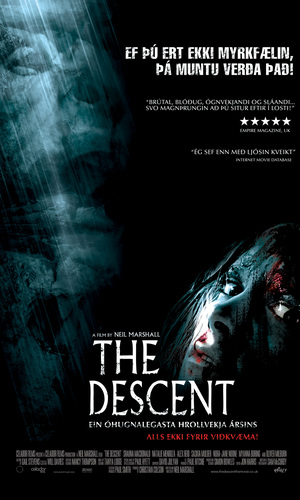 EF ÞÚ ERT EKKI MYRKFÆLIN,
ÞÁ MUNTU VERÐA ÞAÐ!
"BRÚTAL, BLÓÐUG, ÓGNVEKJANDI OG SLÁANDI...
SVO MAGNÞRUNGIN AÐ ÞÚ SITUR EFTIR Í LOSTI!"
★★★★★
EMPIRE MAGAZINE, UK
"ÉG SEF ENN MEÐ LJÓSIN KVEIKT"
INTERNET MOVIE DATABASE
A FILM BY NEIL MARSHALL
THE
DESCENT
EIN ÓHUGNALEGASTA HROLLVEKJA ÁRSINS
ALLS EKKI FYRIR VIÐKVÆMA!